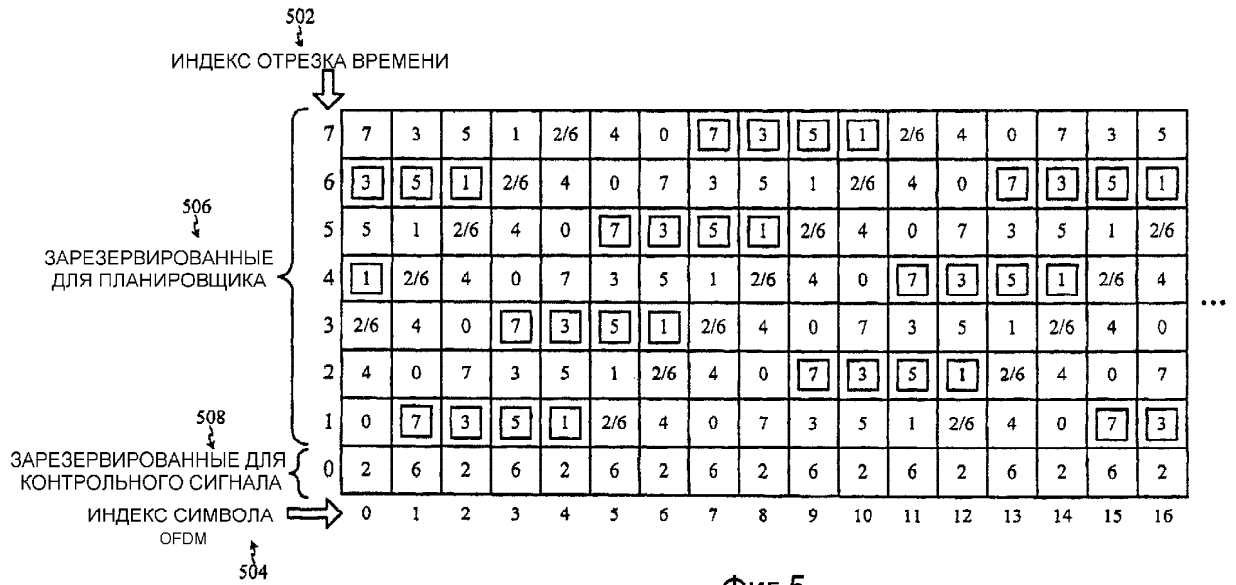 502
ИНДЕКС ОТРЕЗКА ВРЕМЕНИ
7 7 3 5 1 2/6 4 0 7 3 5 1 2/6 4 0 7 3 5
6 3 5 1 2/6 4 0 7 3 5 1 2/6 4 0 7 3 5 1
506
5 5 1 2/6 4 0 7 3 5 1 2/6 4 0 7 3 5 1 2/6
ЗАРЕЗЕРВИРОВАННЫЕ
ДЛЯ ПЛАНИРОВЩИКА
4 1 2/6 4 0 7 3 5 1 2/6 4 0 7 3 5 1 2/6 4
...
3 2/6 4 0 7 3 5 1 2/6 4 0 7 3 5 1 2/6 4 0
2 4 0 7 3 5 1 2/6 4 0 7 3 5 1 2/6 4 0 7
508
1 0 7 3 5 1 2/6 4 0 7 3 5 1 2/6 4 0 7 3
ЗАРЕЗЕРВИРОВАННЫЕ ДЛЯ
КОНТРОЛЬНОГО СИГНАЛА
0 2 6 2 6 2 6 2 6 2 6 2 6 2 6 2 6 2
ИНДЕКС СИМВОЛА
OFDM
0 1 2 3 4 5 6 7 8 9 10 11 12 13 14 15 16
504
Фиг.5